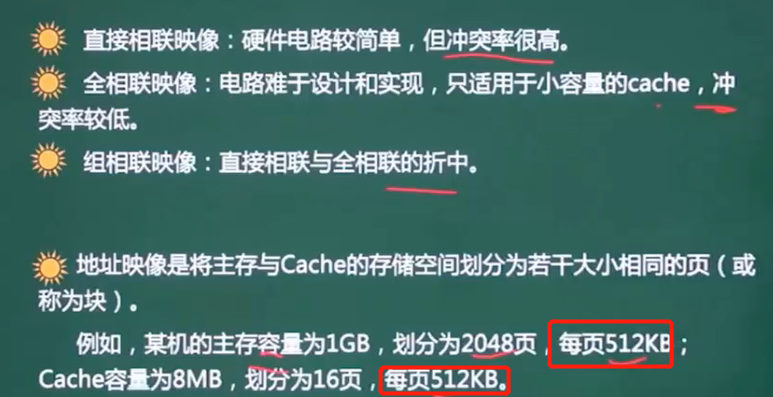 直接相联映像：硬件电路较简单，但冲突率很高。
全相联映像：电路难于设计和实现，只适用于小容量的cache，冲
突率较低。
组相联映像：直接相联与全相联的折中。
地址映像是将主存与Cache的存储空间划分为若干大小相同的页（或
称为块）。
例如，某机的主存容量为1GB，划分为2048页，每页512KB；
Cache容量为8MB，划分为16页，每页512KB。